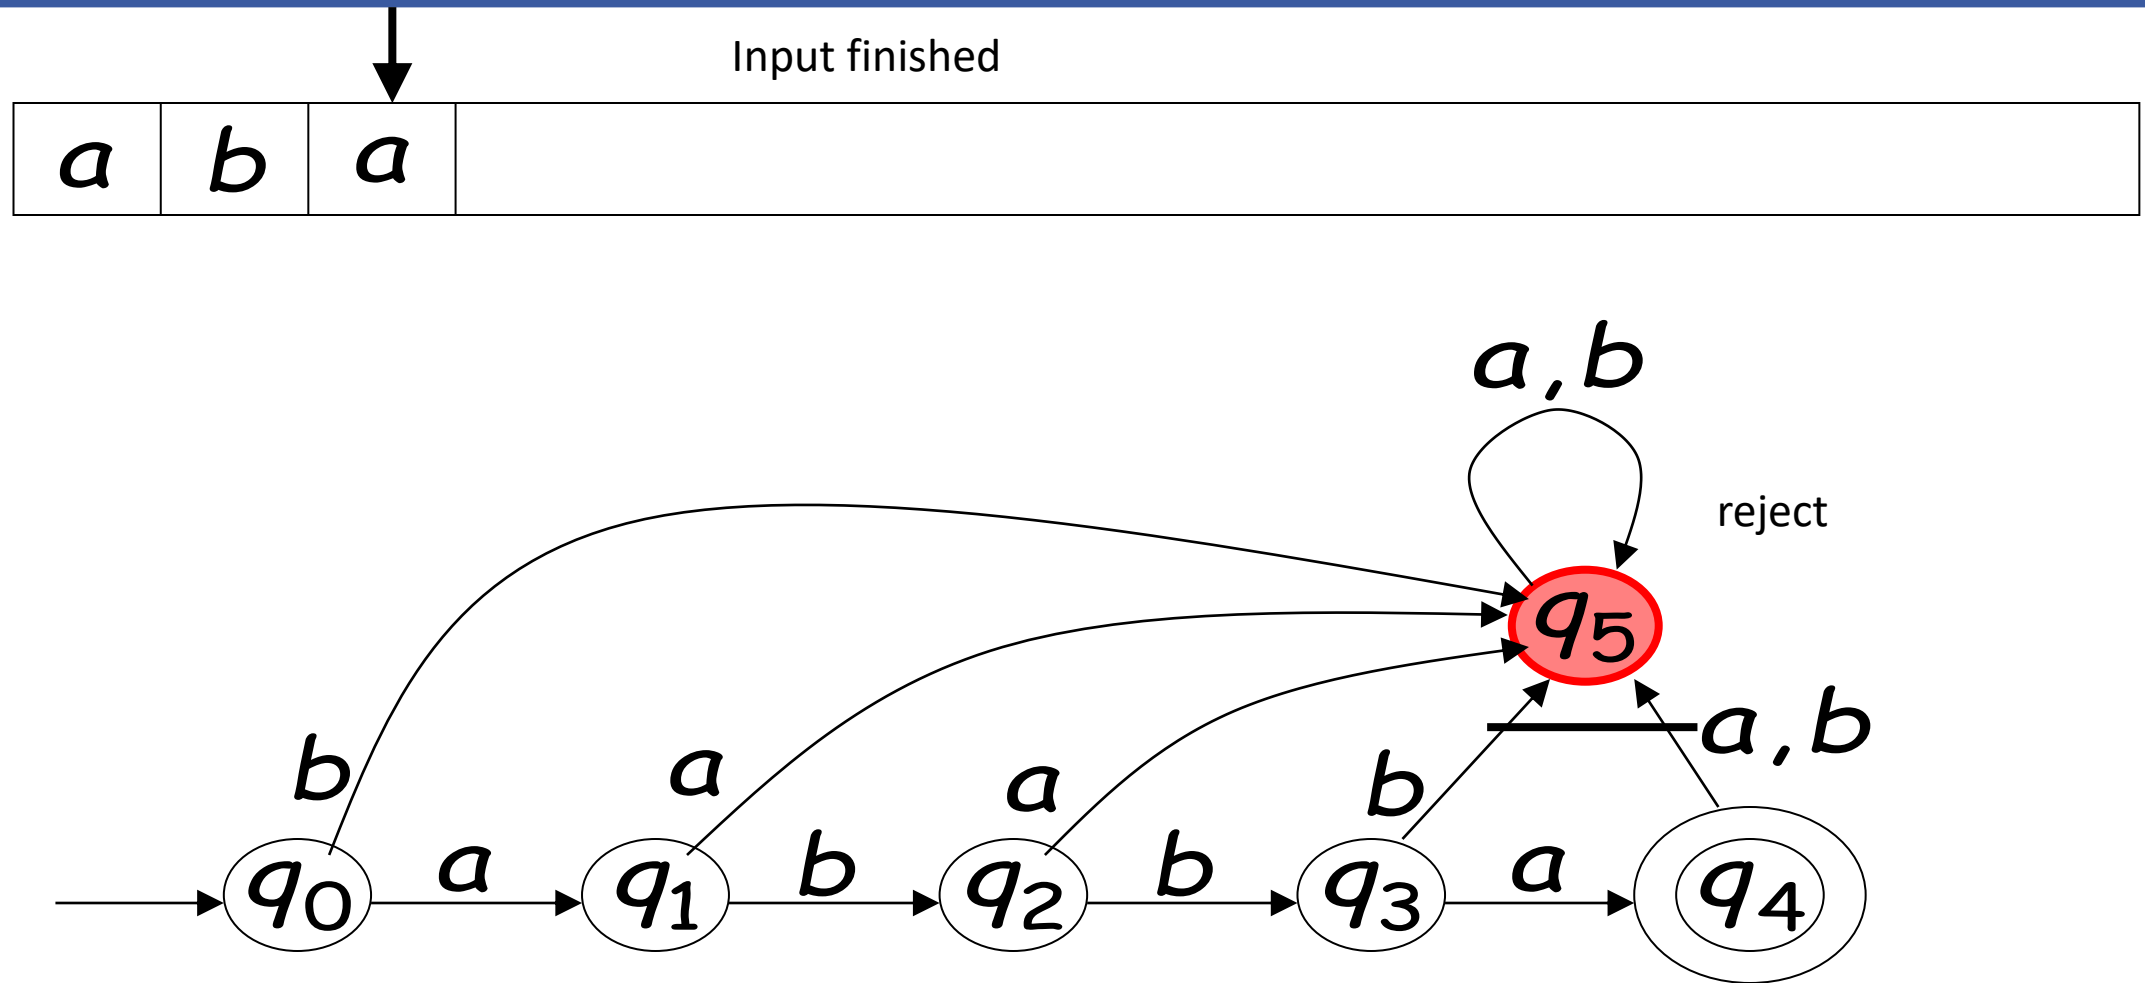 Input finished
a b a
a,b
reject
q5
b a a b a,b
q0 a q1 b q2 b q3 a q4